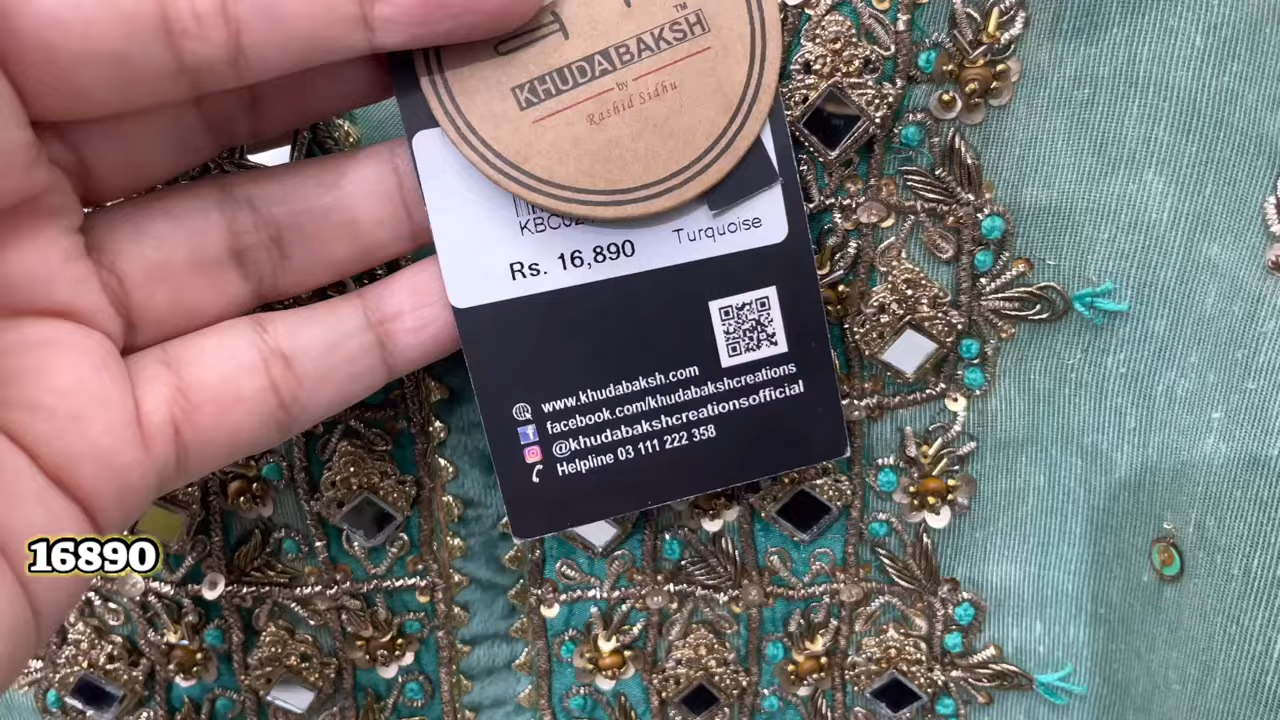 KHUDA BAKSH™
by
Rashid Sidhu
Rs. 16,890
Turquoise
www.khudabaksh.com
facebook.com/khudabakshcreations
@khudabakshcreationsofficial
Helpline 03 111 222 358
16890